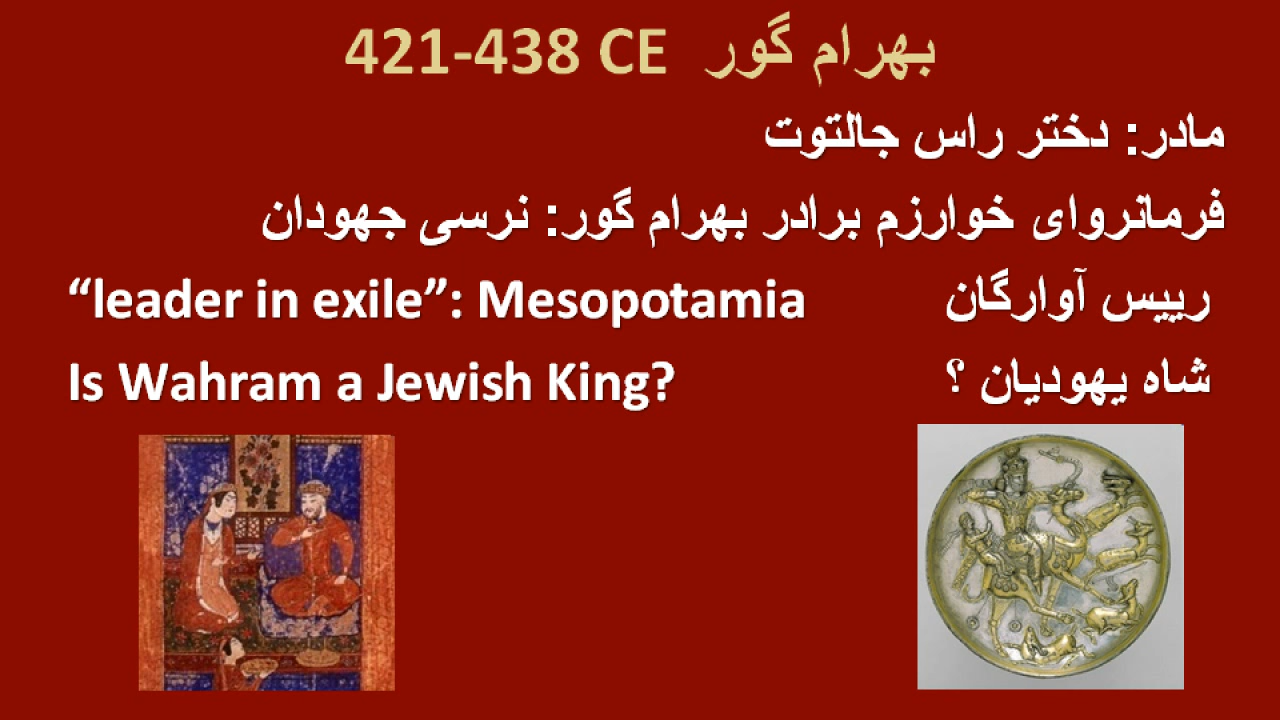 بهرام گور 421-438 CE
مادر: دختر راس جالتوت
فرمانروای خوارزم برادر بهرام گور: نرسی جهودان
رییس آوارگان “leader in exile”: Mesopotamia
شاه یهودیان ؟ Is Wahram a Jewish King?